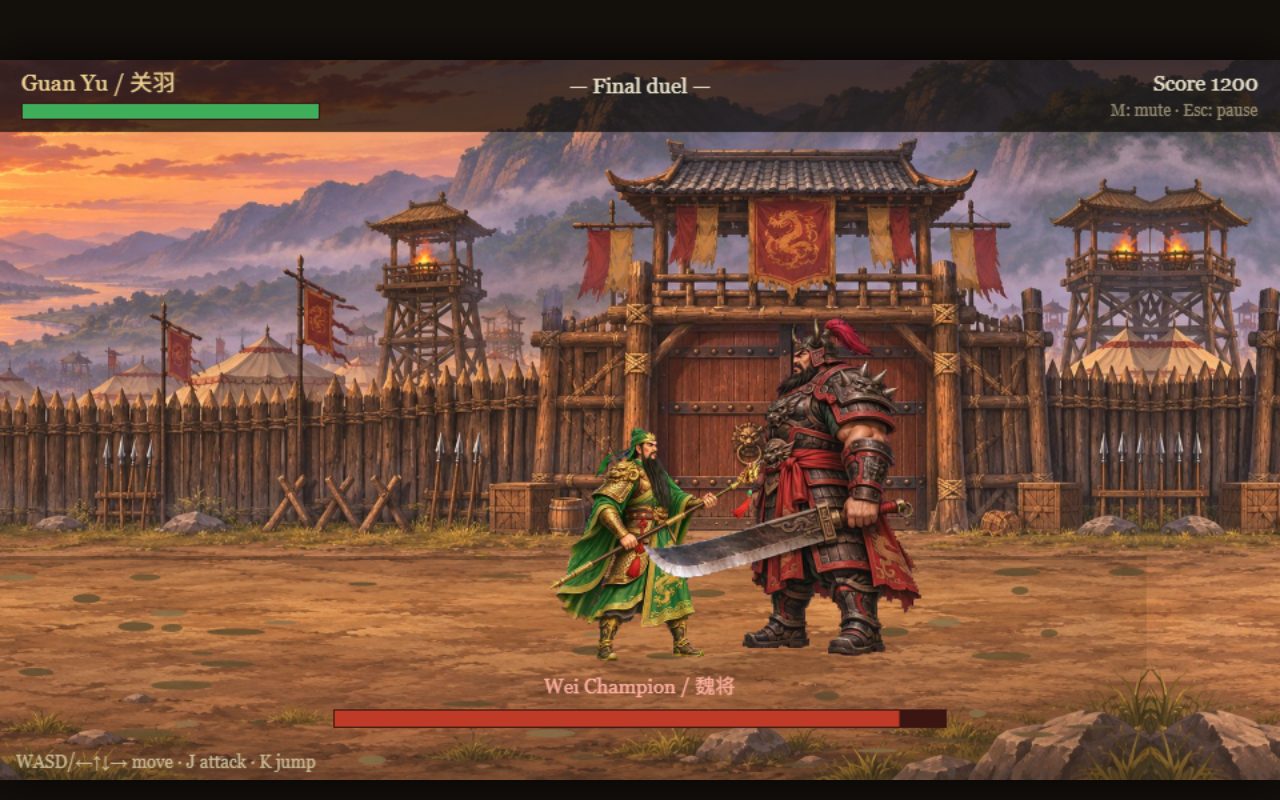 Guan Yu / 关羽
— Final duel —
Score 1200
M: mute · Esc: pause
Wei Champion / 魏将
WASD/←↑↓→ move · J attack · K jump